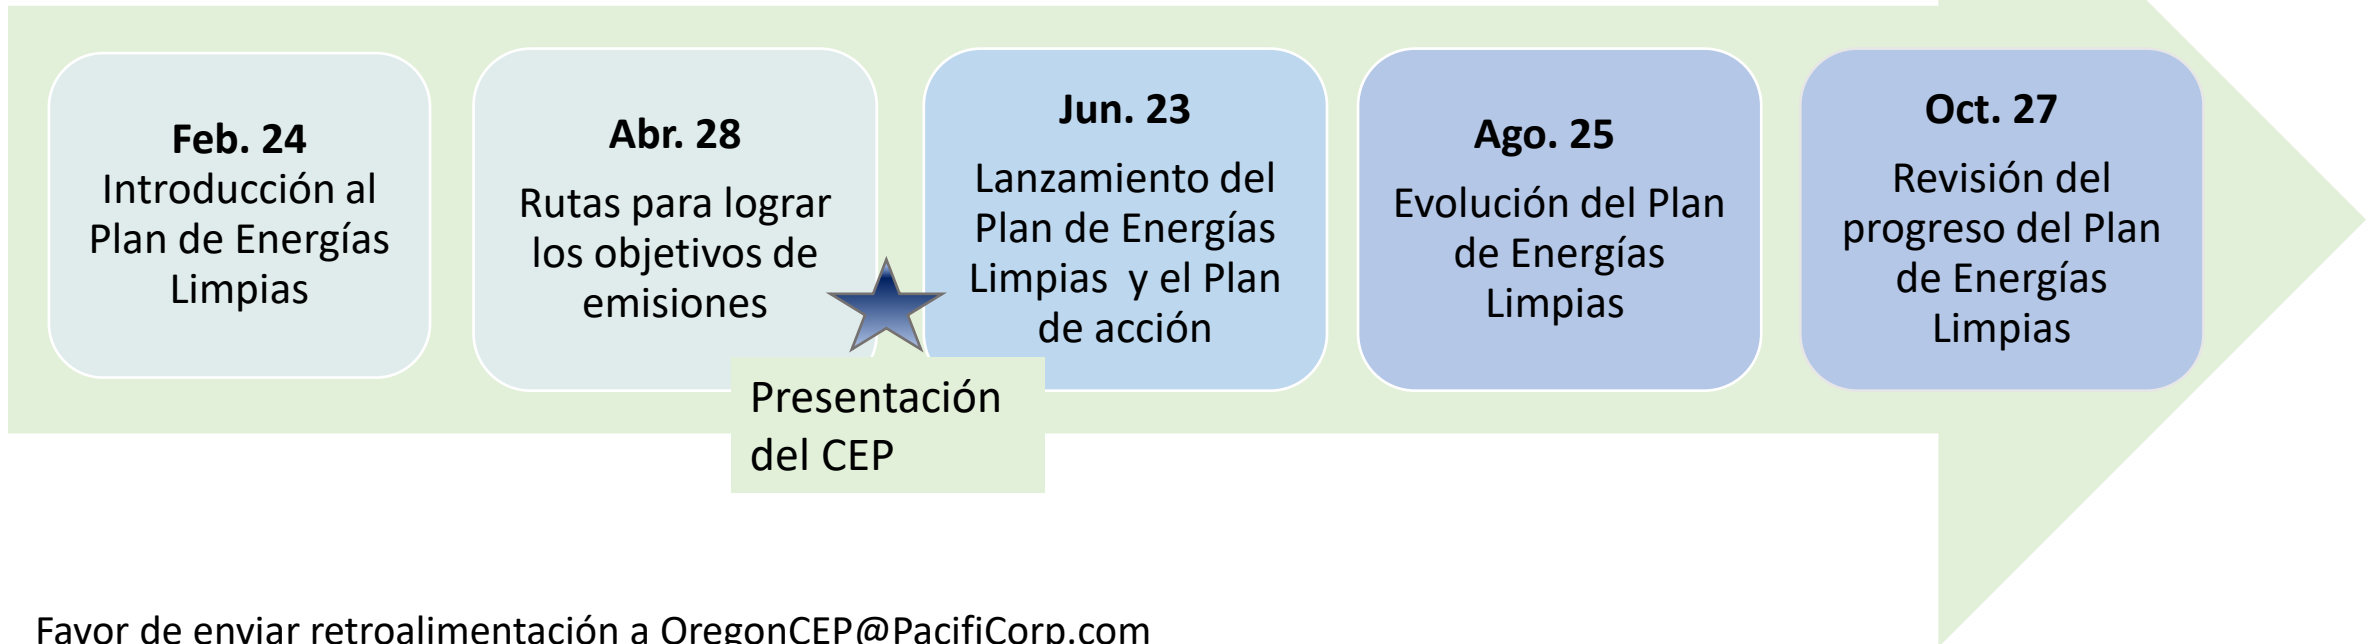 Feb. 24
Introducción al
Plan de Energías
Limpias
Abr. 28
Rutas para lograr
los objetivos de
emisiones
Jun. 23
Lanzamiento del
Plan de Energías
Limpias  y el Plan
de acción
Ago. 25
Evolución del Plan
de Energías
Limpias
Oct. 27
Revisión del
progreso del Plan
de Energías
Limpias
Presentación
del CEP
Favor de enviar retroalimentación a OregonCEP@PacifiCorp.com